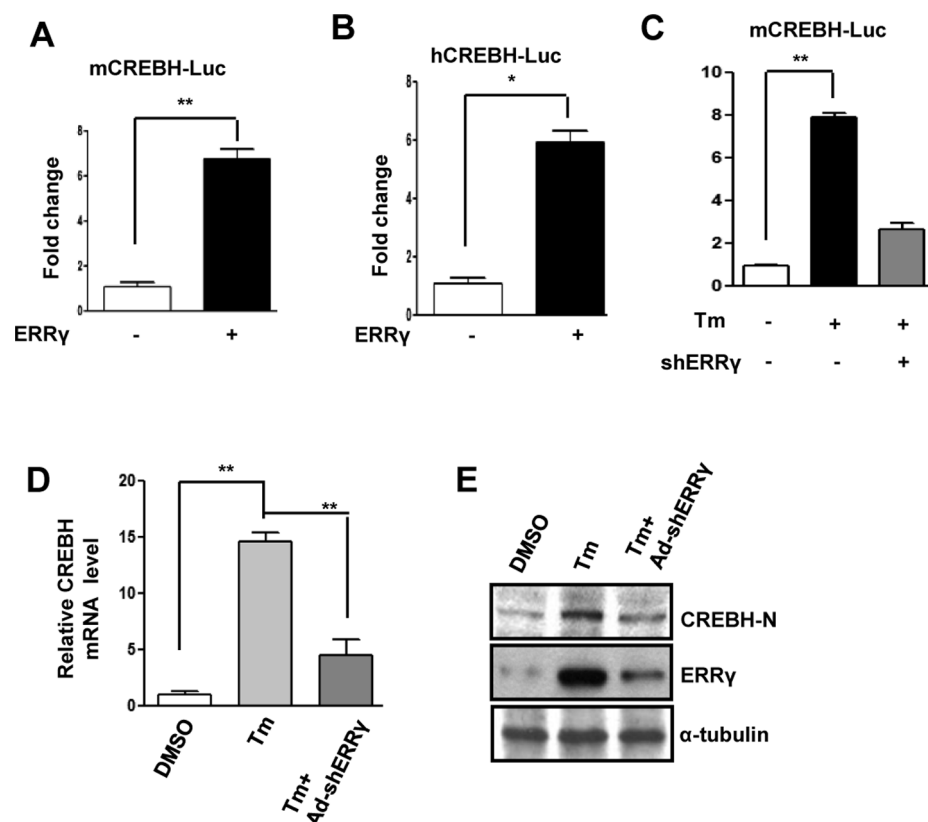 A
mCREBH-Luc
**
Fold change
8
6
4
2
0
ERRγ
-
+
B
hCREBH-Luc
*
Fold change
8
6
4
2
0
ERRγ
-
+
C
mCREBH-Luc
**
10
8
6
4
2
0
Tm - + +
shERRγ - - +
D
Relative CREBH
mRNA level
20
15
10
5
0
**
**
DMSO
Tm
Tm+
Ad-shERRγ
E
DMSO
Tm
Tm+
Ad-shERRγ
CREBH-N
ERRγ
α-tubulin